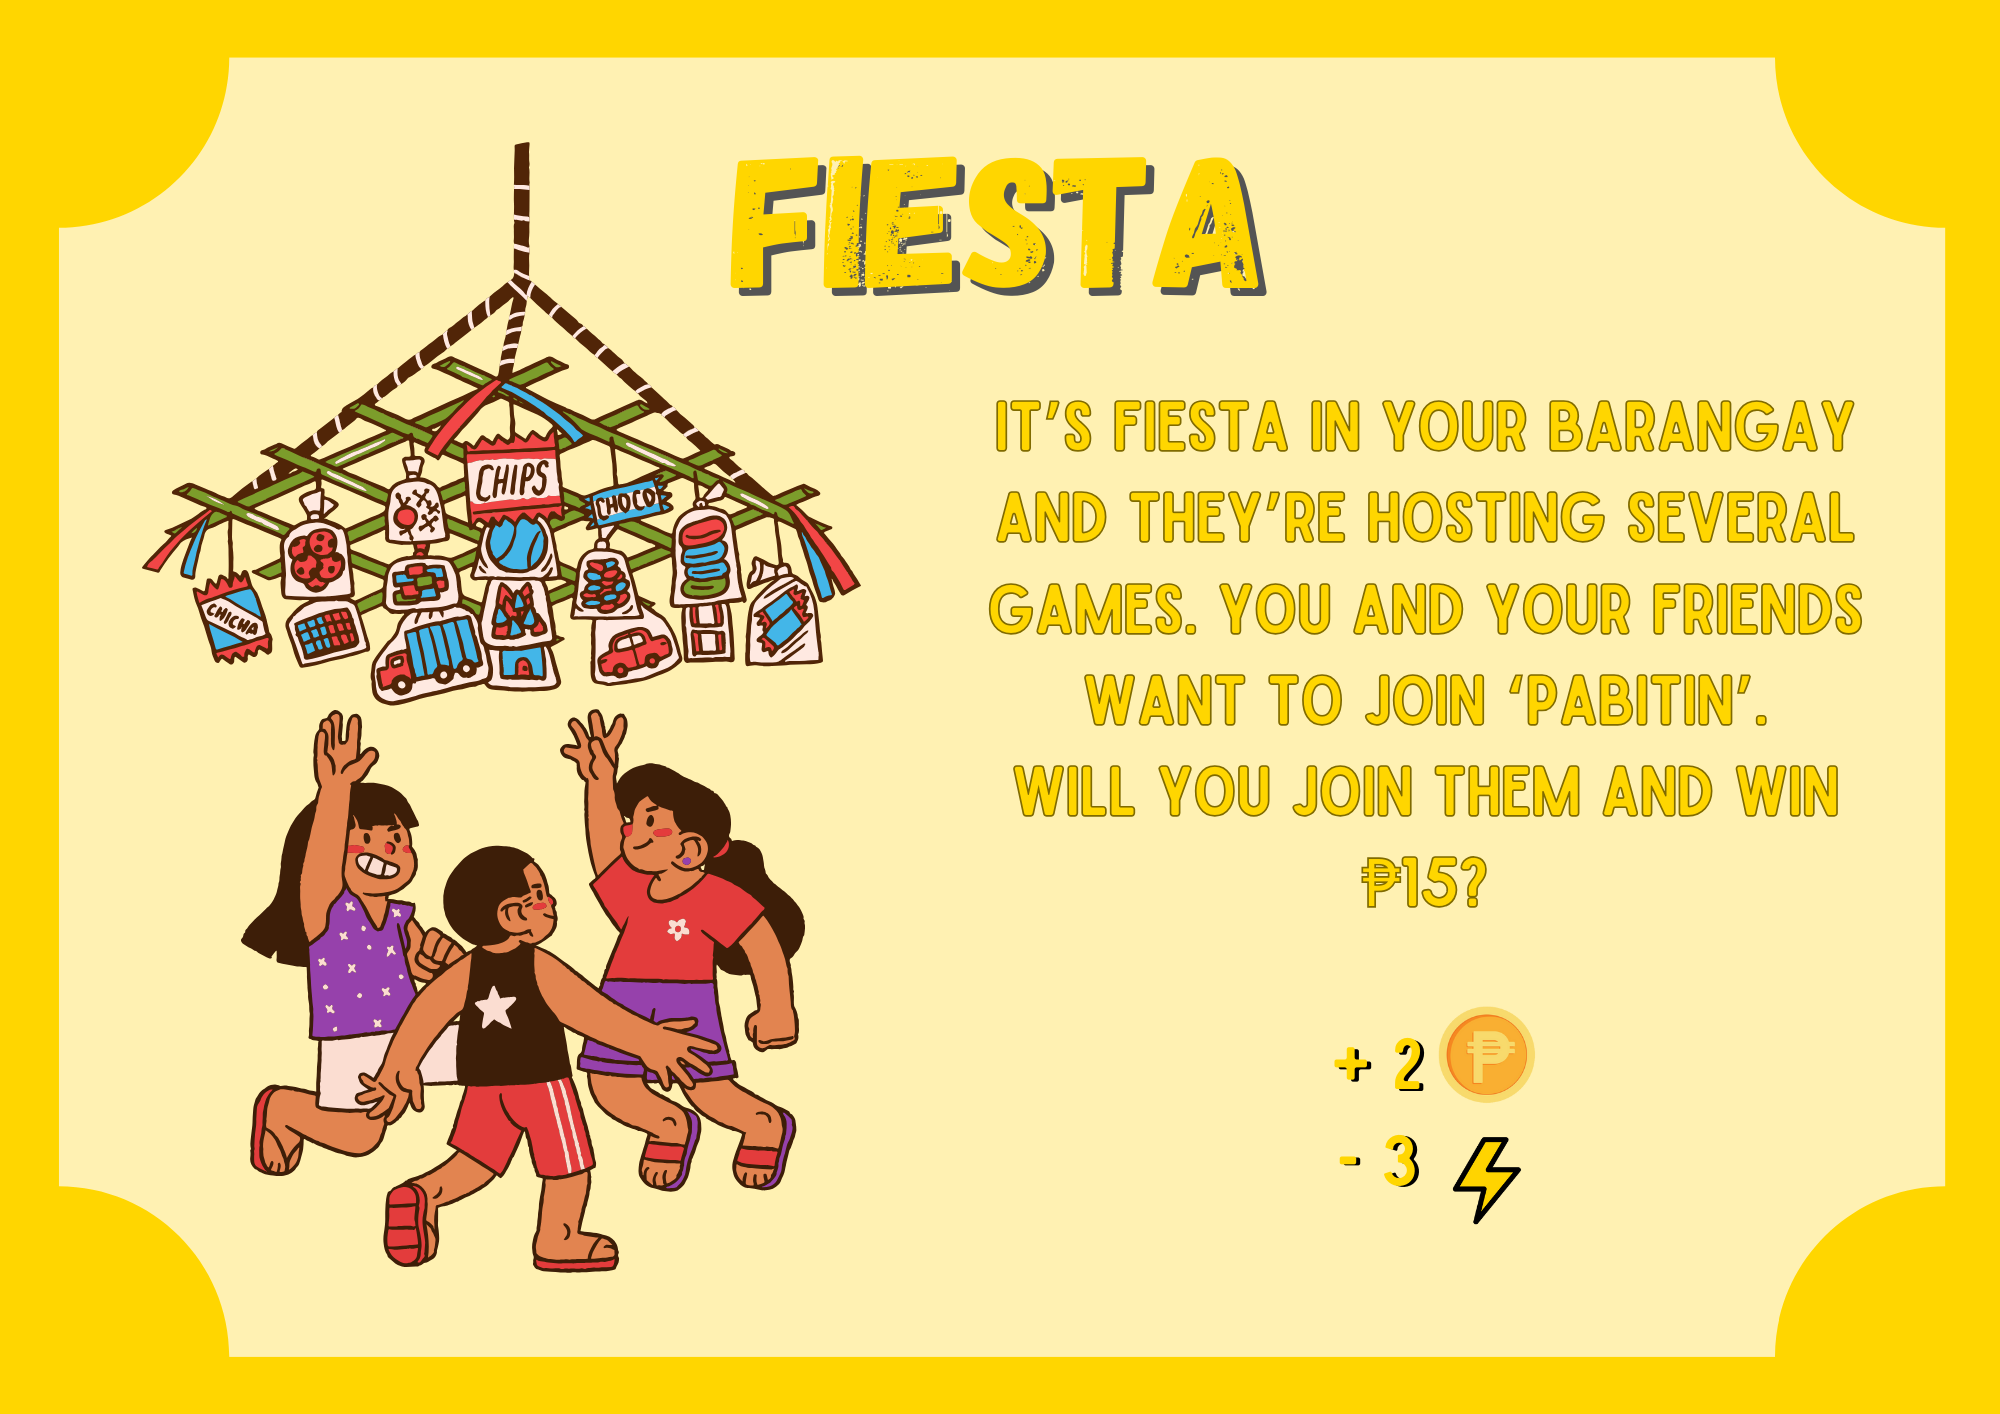 FIESTA
CHIPS
CHOCO
CHICHA
IT'S FIESTA IN YOUR BARANGAY
AND THEY'RE HOSTING SEVERAL
GAMES. YOU AND YOUR FRIENDS
WANT TO JOIN ‘PABITIN’.
WILL YOU JOIN THEM AND WIN
₱15?
+ 2 ₱
- 3